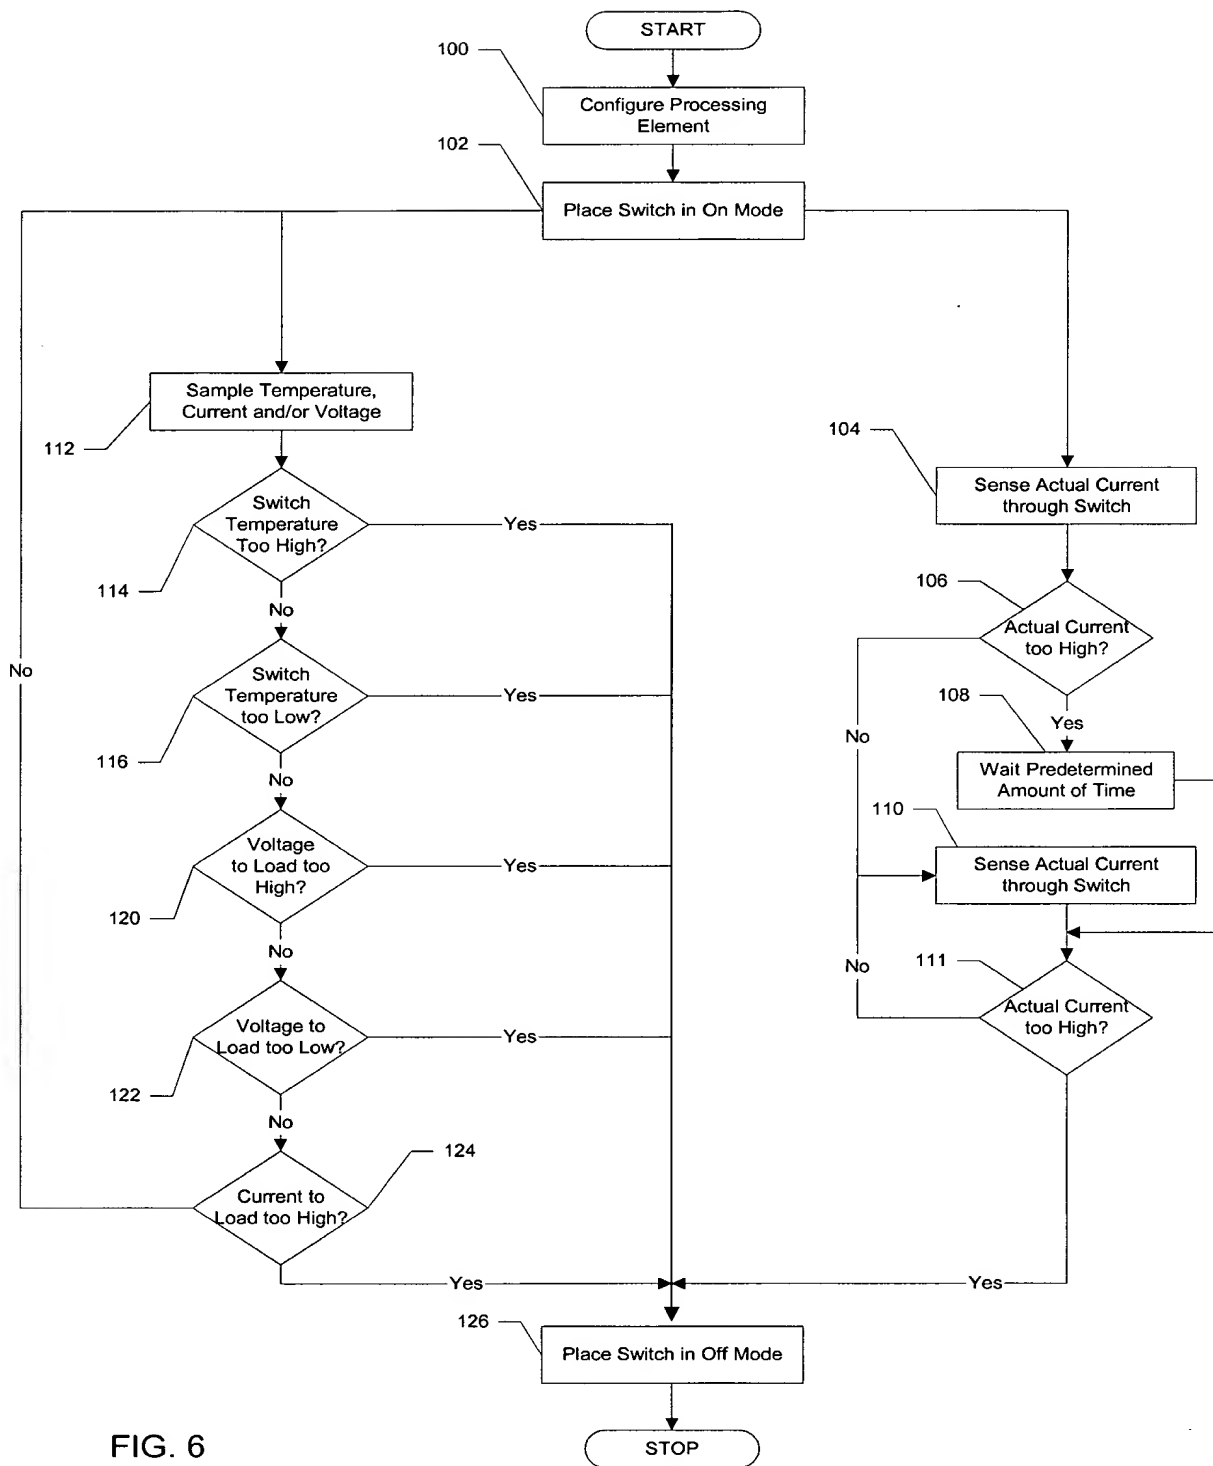 START
100
Configure Processing
Element
102
Place Switch in On Mode
Sample Temperature,
Current and/or Voltage
112
104
Sense Actual Current
through Switch
Switch
Temperature
Too High?
Yes
114
No
106
Actual Current
too High?
No
Switch
Temperature
too Low?
Yes
116
No
108
Yes
No
Wait Predetermined
Amount of Time
110
Voltage
to Load too
High?
Yes
120
No
Sense Actual Current
through Switch
No
111
Actual Current
too High?
Voltage to
Load too Low?
Yes
122
No
124
Current to
Load too High?
Yes
Yes
126
Place Switch in Off Mode
STOP
FIG. 6